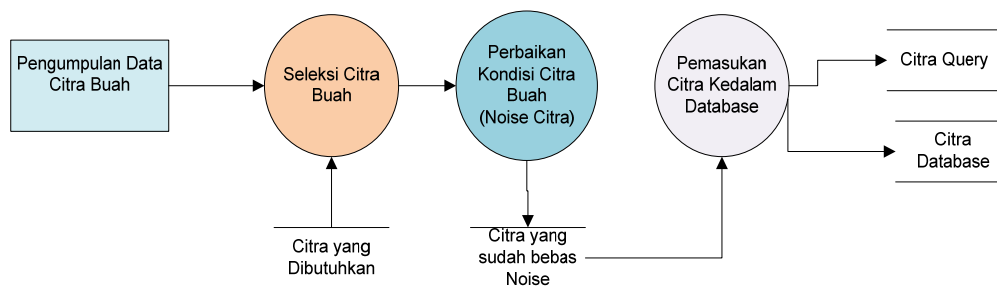 Pengumpulan Data
Citra Buah
Seleksi Citra
Buah
Perbaikan
Kondisi Citra
Buah
(Noise Citra)
Pemasukan
Citra Kedalam
Database
Citra Query
Citra
Database
Citra yang
Dibutuhkan
Citra yang
sudah bebas
Noise